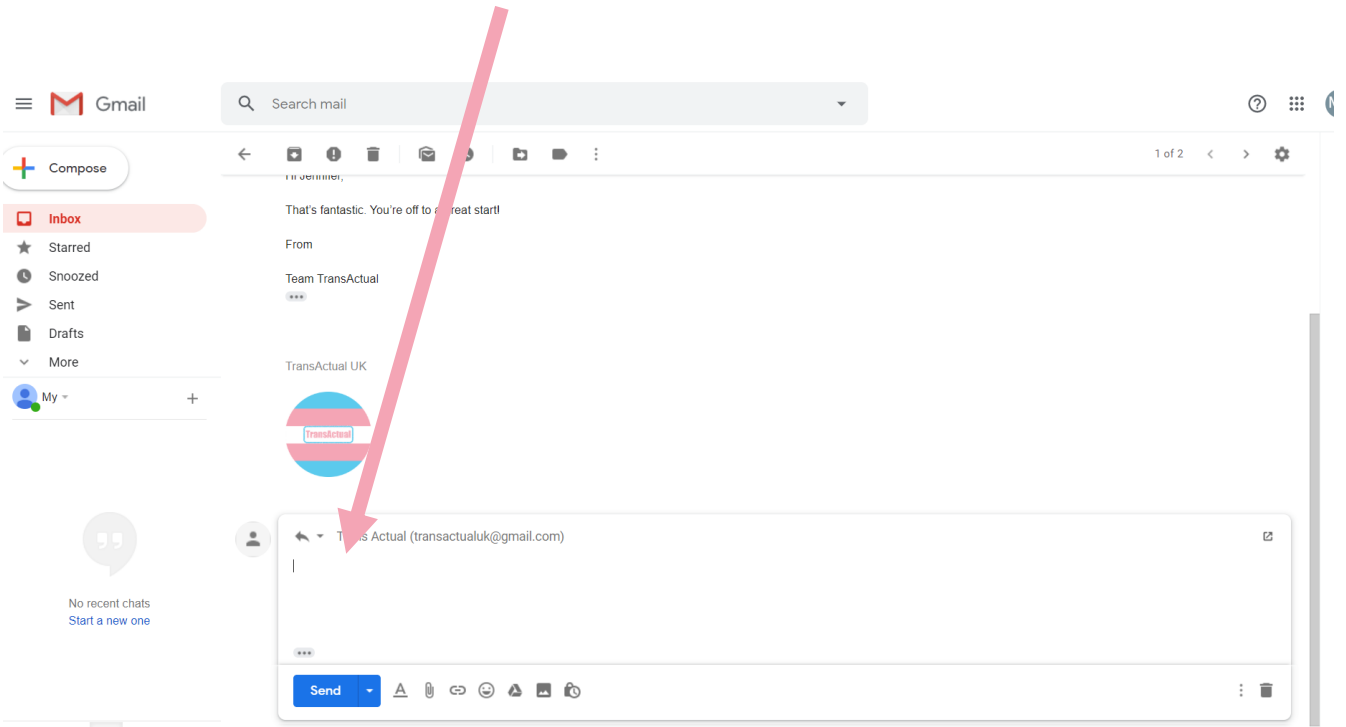 Gmail
Search mail
Compose
1 of 2
Inbox
Starred
Snoozed
Sent
Drafts
More
My
No recent chats
Start a new one
That's fantastic. You're off to a great start!
From
Team TransActual
TransActual UK
TransActual
Actual (transactualuk@gmail.com)
Send